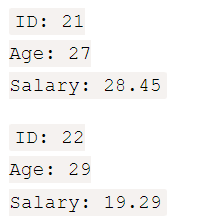 ID: 21
Age: 27
Salary: 28.45
ID: 22
Age: 29
Salary: 19.29